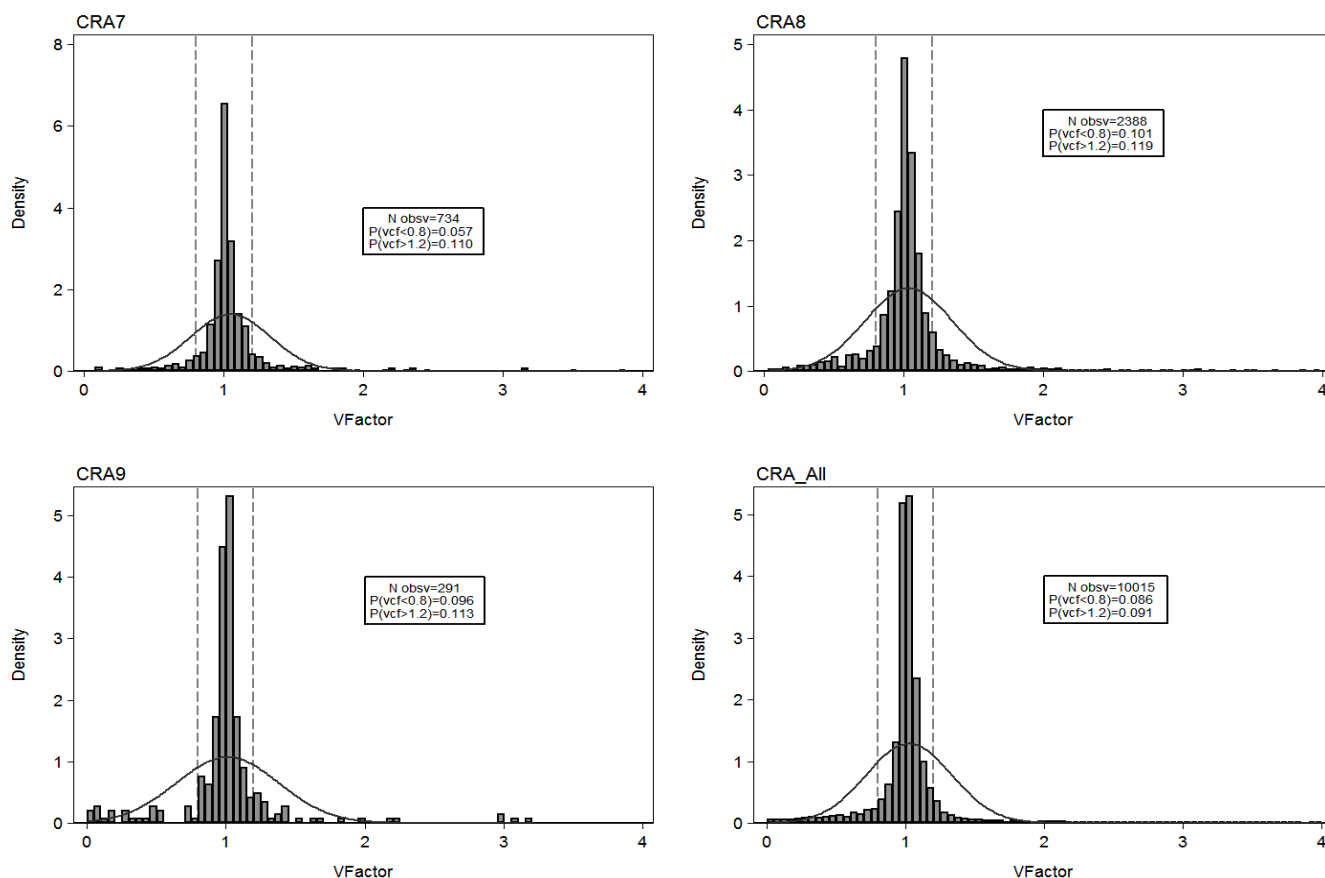 CRA7
8
6
4
2
0
Density
N obsv=734
P(vcf<0.8)=0.057
P(vcf>1.2)=0.110
0 1 2 3 4
VFactor
CRA8
5
4
3
2
1
0
Density
N obsv=2388
P(vcf<0.8)=0.101
P(vcf>1.2)=0.119
0 1 2 3 4
VFactor
CRA9
5
4
3
2
1
0
Density
N obsv=291
P(vcf<0.8)=0.096
P(vcf>1.2)=0.113
0 1 2 3 4
VFactor
CRA_All
5
4
3
2
1
0
Density
N obsv=10015
P(vcf<0.8)=0.086
P(vcf>1.2)=0.091
0 1 2 3 4
VFactor